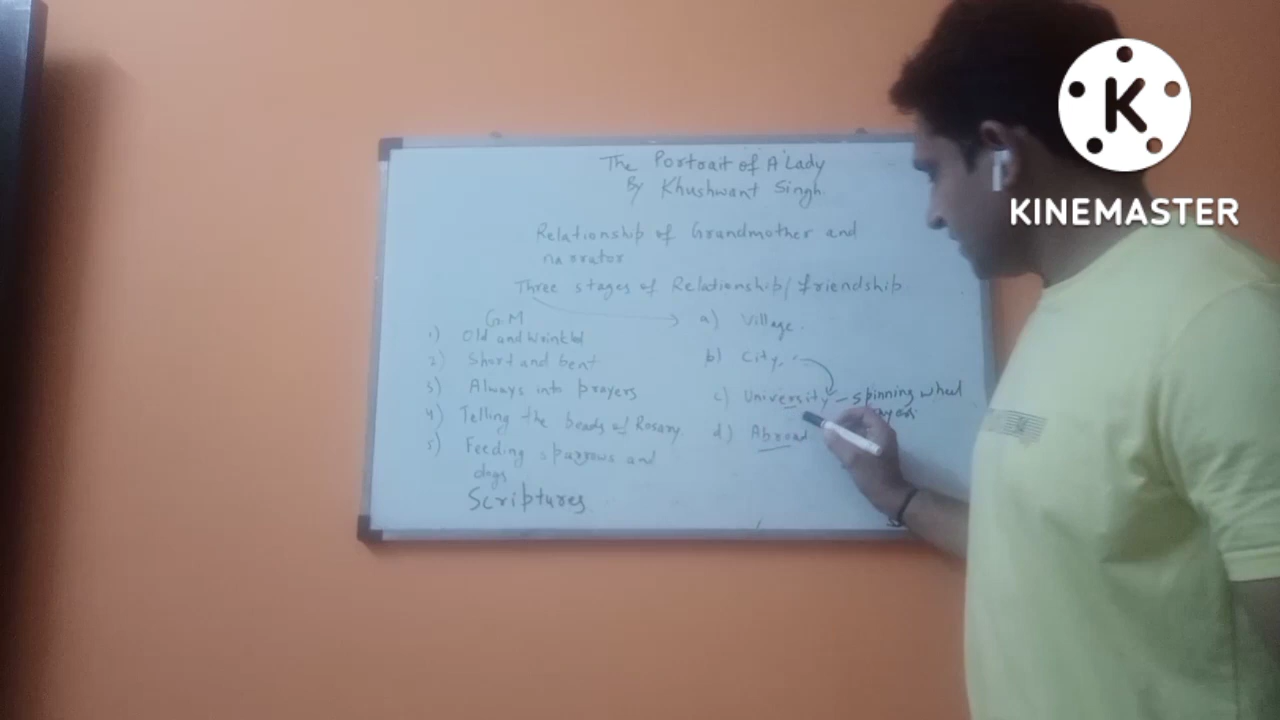 The Portrait of A Lady
By Khushwant Singh
Relationship of Grandmother and
narrator
Three stages of Relationship/friendship
G.M
1) Old and wrinkled
2) Short and bent
3) Always into prayers
4) Telling the beads of Rosary
5) Feeding sparrows and
dogs
Scriptures
a) Village.
b) City.
c) University - spinning wheel
d) Abroad
K
KINEMASTER